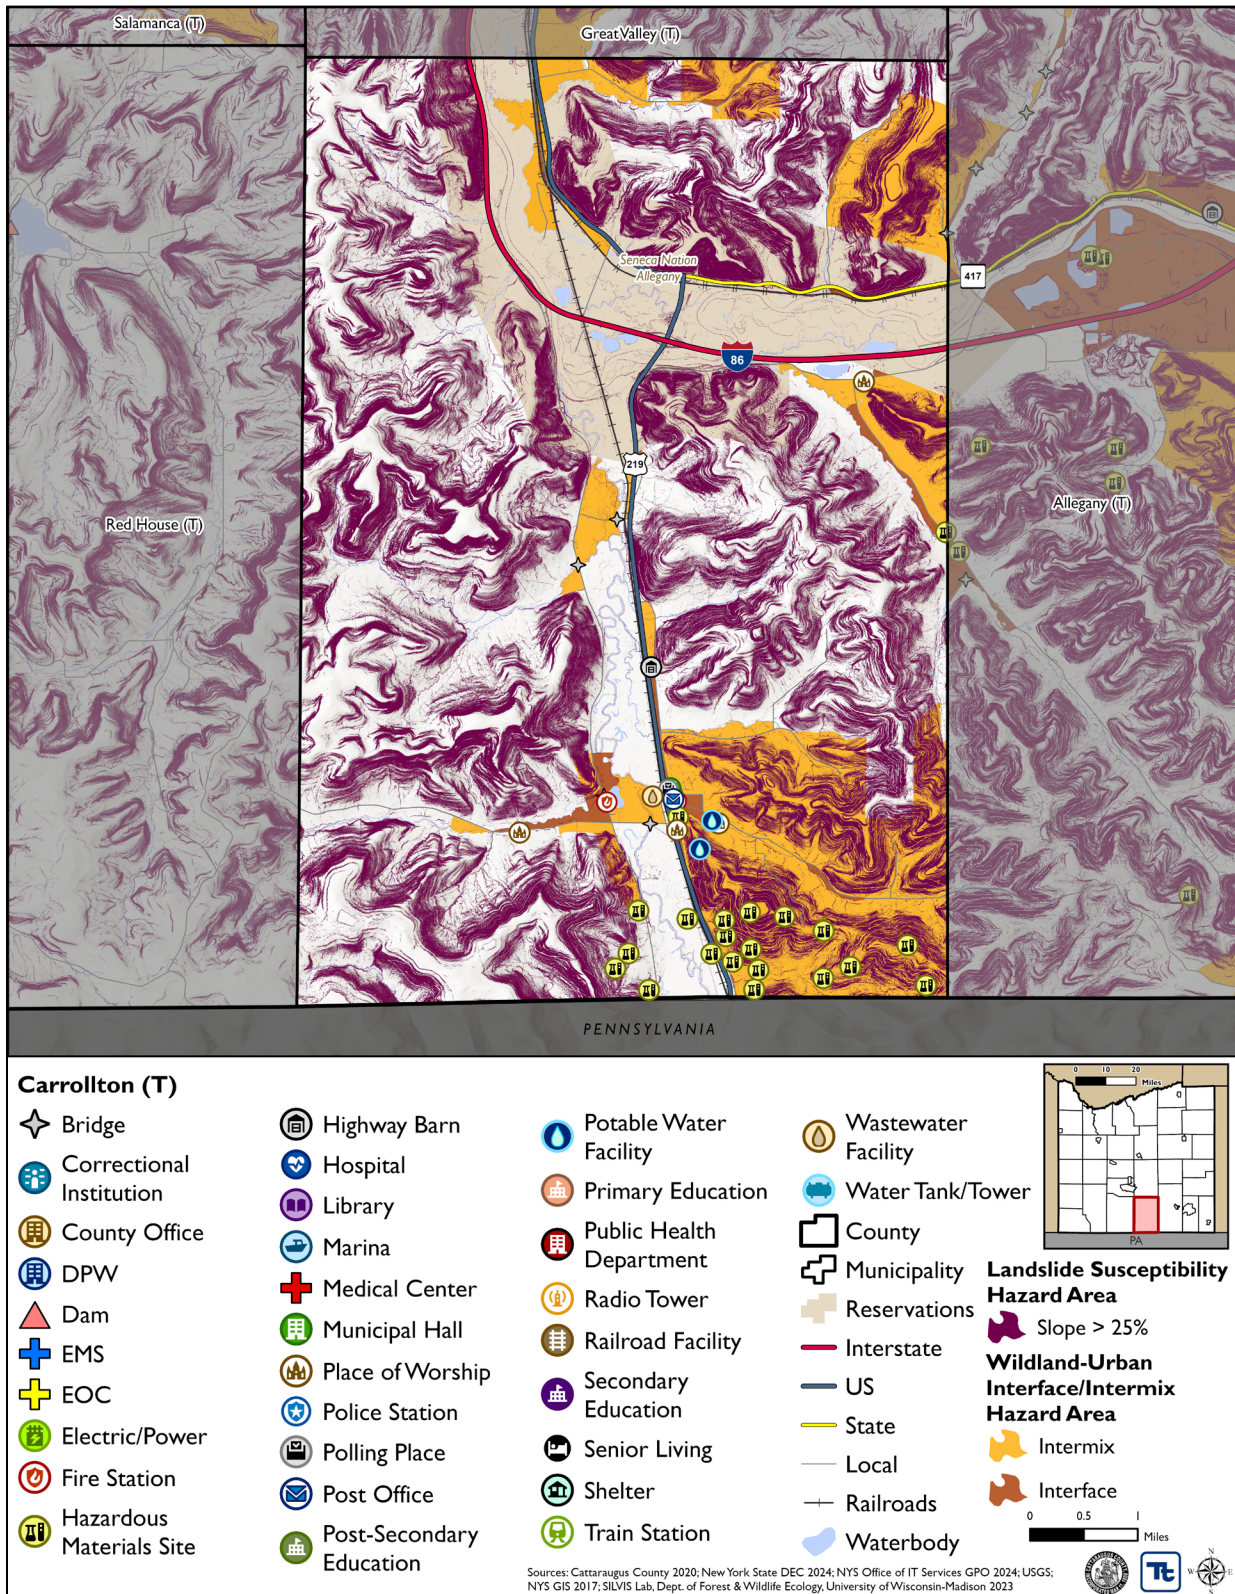 Salamanca (T)
Great Valley (T)
Seneca Nation
Allegany
417
86
219
Red House (T)
Allegany (T)
PENNSYLVANIA
Carrollton (T)
Bridge
Correctional
Institution
County Office
DPW
Dam
EMS
EOC
Electric/Power
Fire Station
Hazardous
Materials Site
Highway Barn
Hospital
Library
Marina
Medical Center
Municipal Hall
Place of Worship
Police Station
Polling Place
Post Office
Post-Secondary
Education
Potable Water
Facility
Primary Education
Public Health
Department
Radio Tower
Railroad Facility
Secondary
Education
Senior Living
Shelter
Train Station
Wastewater
Facility
Water Tank/Tower
County
Municipality
Reservations
Interstate
US
State
Local
Railroads
Waterbody
0 10 20
Miles
PA
Landslide Susceptibility
Hazard Area
Slope > 25%
Wildland-Urban
Interface/Intermix
Hazard Area
Intermix
Interface
0 0.5 1
Miles
Sources: Cattaraugus County 2020; New York State DEC 2024; NYS Office of IT Services GPO 2024; USGS;
NYS GIS 2017; SILVIS Lab, Dept. of Forest & Wildlife Ecology, University of Wisconsin-Madison 2023
Tt
N
W E
S